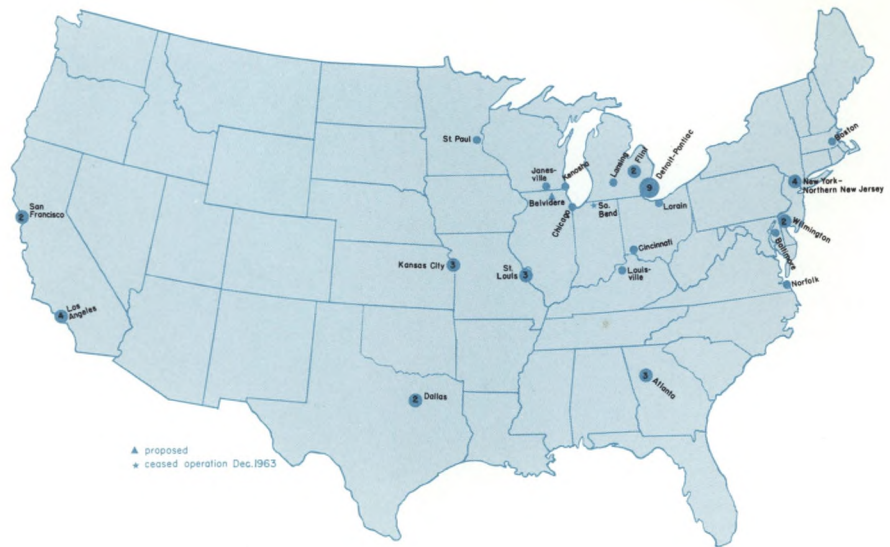 St. Paul
Janes-
ville
Kenosha
Belvidere
Chicago
So.
Bend
Lansing
2
Flint
9
Detroit-Pontiac
Lorain
Boston
4
New York-
Northern New Jersey
2
Wilmington
Baltimore
Norfolk
Cincinnati
Louis-
ville
2
San
Francisco
4
Los
Angeles
Kansas City
3
St.
Louis
3
2
Dallas
3
Atlanta
▲ proposed
★ ceased operation Dec.1963